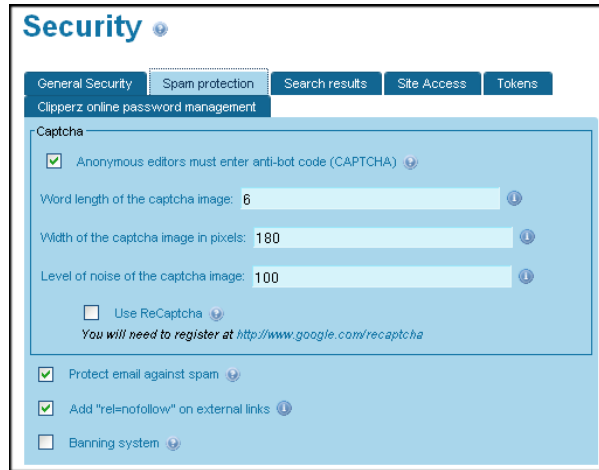 Security
General Security Spam protection Search results Site Access Tokens
Clipperz online password management
Captcha
Anonymous editors must enter anti-bot code (CAPTCHA)
Word length of the captcha image: 6
Width of the captcha image in pixels: 180
Level of noise of the captcha image: 100
Use ReCaptcha
You will need to register at http://www.google.com/recaptcha
Protect email against spam
Add "rel=nofollow" on external links
Banning system